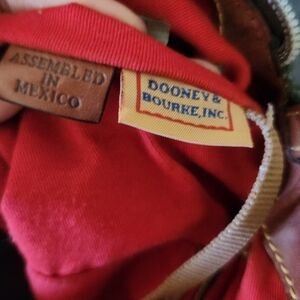 ASSEMBLED
IN
MEXICO
DOONEY &
BOURKE, INC.